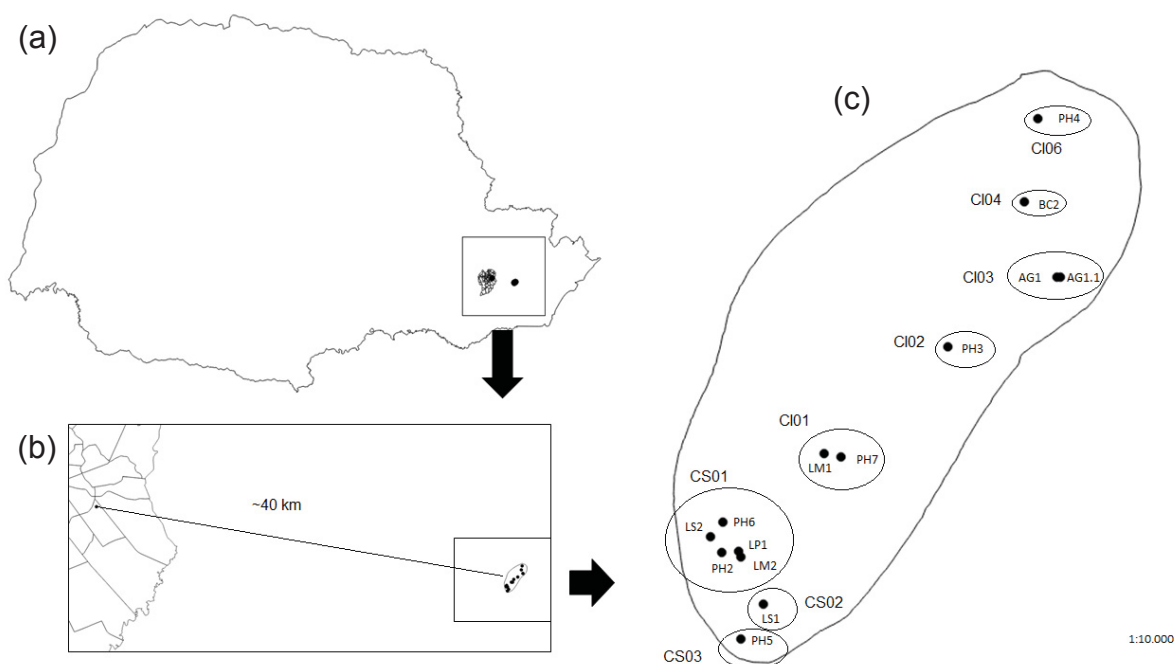 (a)
(b)
~40 km
(c)
PH4
CI06
CI04
BC2
CI03
AG1
AG1.1
CI02
PH3
CI01
LM1
PH7
CS01
LS2
PH6
LP1
PH2
LM2
LS1
CS02
PH5
CS03
1:10.000